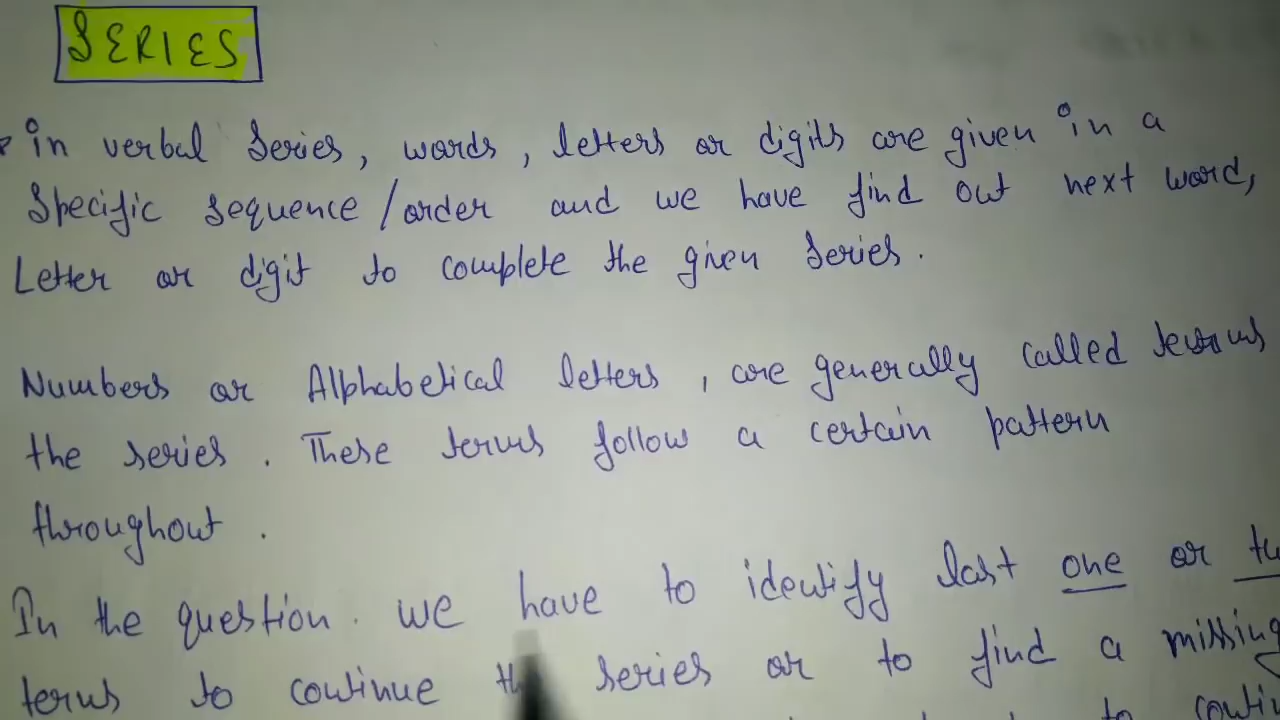 SERIES
in verbal series, words, letters or digits are given in a
specific sequence/order and we have find out next word,
Letter or digit to complete the given series.
Numbers or Alphabetical letters, are generally called terms
the series. These terms follow a certain pattern
throughout.
In the question. we have to identify last one or
terms to continue series or to find a missing
to